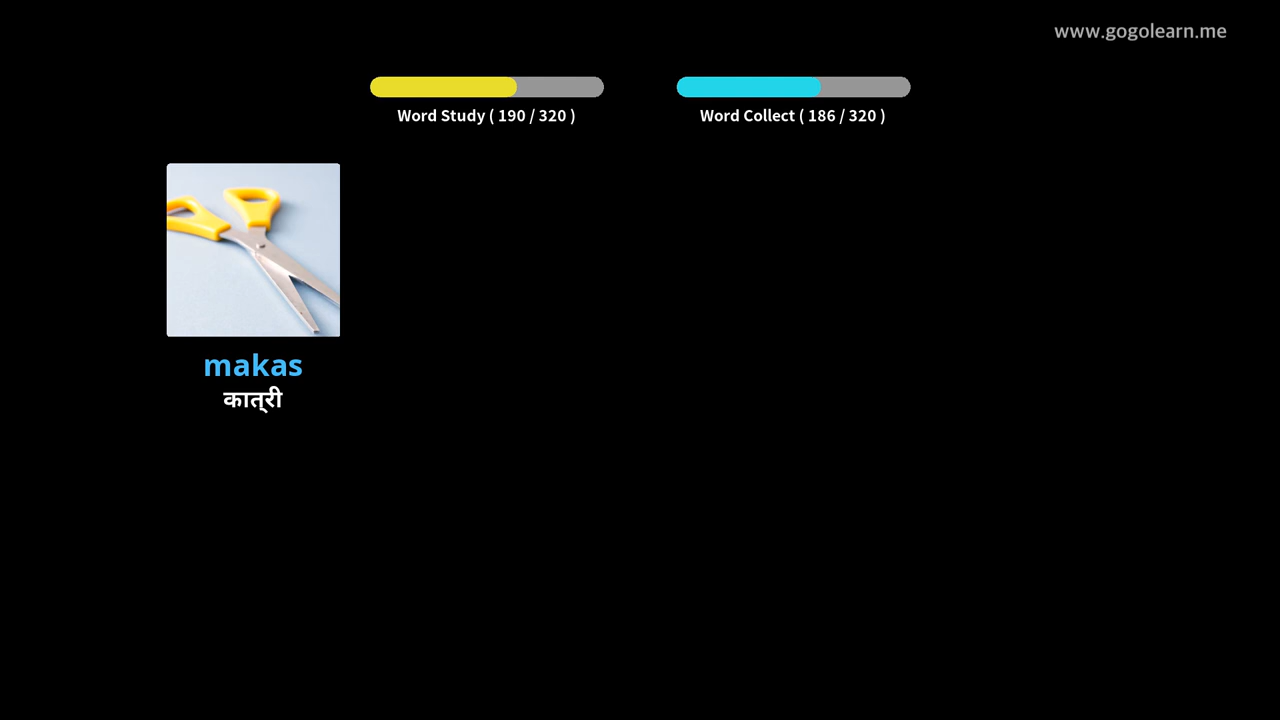 www.gogolearn.me
Word Study ( 190 / 320 )
Word Collect ( 186 / 320 )
makas
कात्री